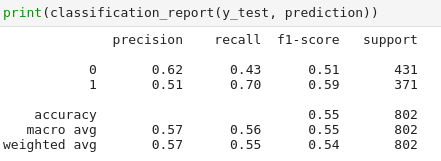 print(classification_report(y_test, prediction))
precision recall f1-score support
0 0.62 0.43 0.51 431
1 0.51 0.70 0.59 371
accuracy 0.55 802
macro avg 0.57 0.56 0.55 802
weighted avg 0.57 0.55 0.54 802